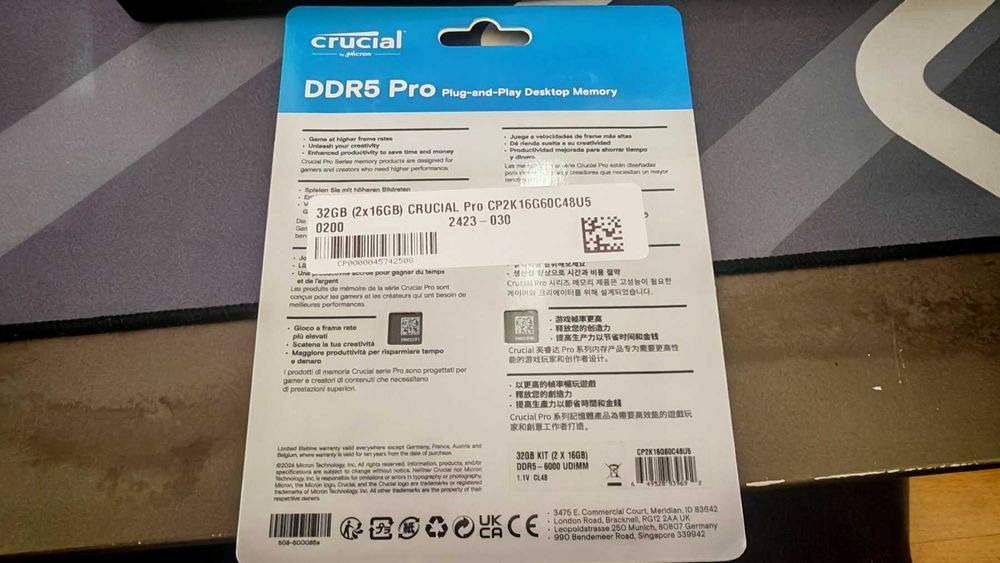 crucial
by Micron
DDR5 Pro Plug-and-Play Desktop Memory
• Game at higher frame rates
• Unleash your creativity
• Enhanced productivity to save time and money
Crucial Pro Series memory products are designed for
gamers and creators who need higher performance.
• Juega a velocidades de frame más altas
• Dé rienda suelta a su creatividad
• Productividad mejorada para ahorrar tiempo
y dinero
• Spielen Sie mit höheren Bildraten
32GB (2x16GB) CRUCIAL Pro CP2K16G60C48U5
0200 2423-030
CP0000045742506
• Une productivité accrue pour gagner du temps
et de l'argent
Les produits de mémoire de la série Crucial Pro sont
conçus pour les gamers et les créateurs qui ont besoin de
meilleures performances.
• 생산성 향상으로 시간과 비용 절약
Crucial Pro 시리즈 메모리 제품은 고성능이 필요한
게이머와 크리에이터를 위해 설계되었습니다.
• Gioco a frame rate
più elevati
• Scatena la tua creatività
• Maggiore produttività per risparmiare tempo
e denaro
I prodotti di memoria Crucial serie Pro sono progettati per
gamer e creatori di contenuti che necessitano
di prestazioni superiori.
• 游戏帧率更高
• 释放您的创造力
• 提高生产力以节省时间和金钱
Crucial 英睿达 Pro 系列内存产品专为需要更高性
能的游戏玩家和创作者设计。
• 以更高的幀率暢玩遊戲
• 釋放您的創造力
• 提高生產力以節省時間和金錢
Crucial Pro 系列記憶體產品為需要高效能的遊戲玩
家和創意工作者打造。
Limited lifetime warranty valid everywhere except Germany, France, Austria and
Belgium, where warranty is valid for ten years from the date of purchase.
©2024 Micron Technology, Inc. All rights reserved. Information, products, and/or
specifications are subject to change without notice. Neither Crucial nor Micron
Technology, Inc. is responsible for omissions or errors in typography or photography.
Micron, the Micron logo, Crucial, and the Crucial logo are trademarks or registered
trademarks of Micron Technology, Inc. All other trademarks are the property of their
respective owners.
32GB KIT (2 X 16GB)
DDR5-6000 UDIMM
1.1V CL48
CP2K16G60C48U5
6 49528 93969 2
UK
CA
CE
• 3475 E. Commercial Court, Meridian, ID 83642
• London Road, Bracknell, RG12 2AA UK
• Leopoldstrasse 250 Munich, 80807 Germany
• 990 Bendemeer Road, Singapore 339942